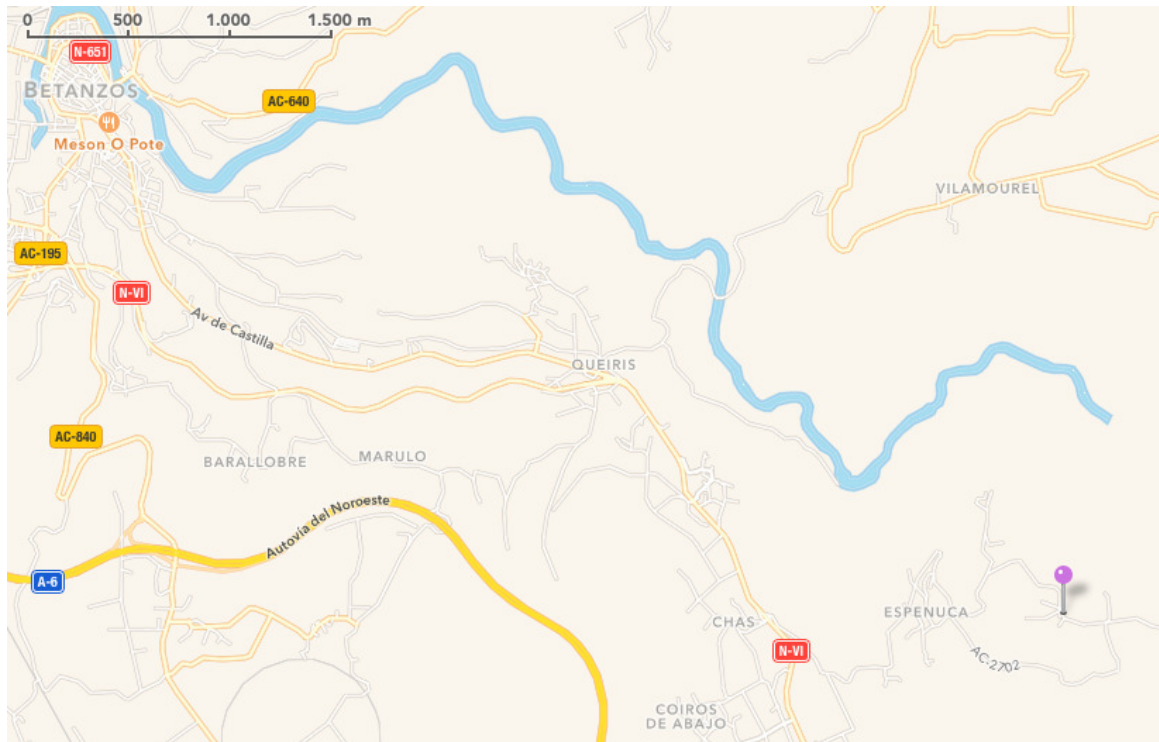 0 500 1.000 1.500 m
N-651
BETANZOS
AC-640
Meson O Pote
VILAMOUREL
AC-195
N-VI
Av de Castilla
QUEIRIS
AC-840
BARALLOBRE
MARULO
Autovía del Noroeste
A-6
ESPENUCA
CHAS
N-VI
AC-2702
COIROS
DE ABAJO